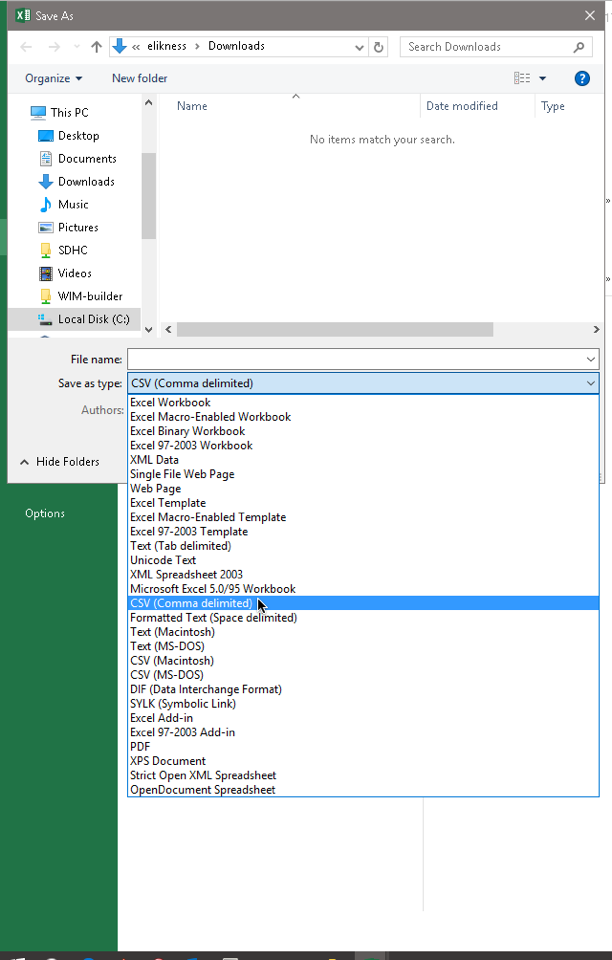 Save As
« elikness > Downloads
Search Downloads
Organize
New folder
This PC
Desktop
Documents
Downloads
Music
Pictures
SDHC
Videos
WIM-builder
Local Disk (C:)
Name
Date modified
Type
No items match your search.
File name:
Save as type: CSV (Comma delimited)
Authors:
Hide Folders
Options
Excel Workbook
Excel Macro-Enabled Workbook
Excel Binary Workbook
Excel 97-2003 Workbook
XML Data
Single File Web Page
Web Page
Excel Template
Excel Macro-Enabled Template
Excel 97-2003 Template
Text (Tab delimited)
Unicode Text
XML Spreadsheet 2003
Microsoft Excel 5.0/95 Workbook
CSV (Comma delimited)
Formatted Text (Space delimited)
Text (Macintosh)
Text (MS-DOS)
CSV (Macintosh)
CSV (MS-DOS)
DIF (Data Interchange Format)
SYLK (Symbolic Link)
Excel Add-in
Excel 97-2003 Add-in
PDF
XPS Document
Strict Open XML Spreadsheet
OpenDocument Spreadsheet